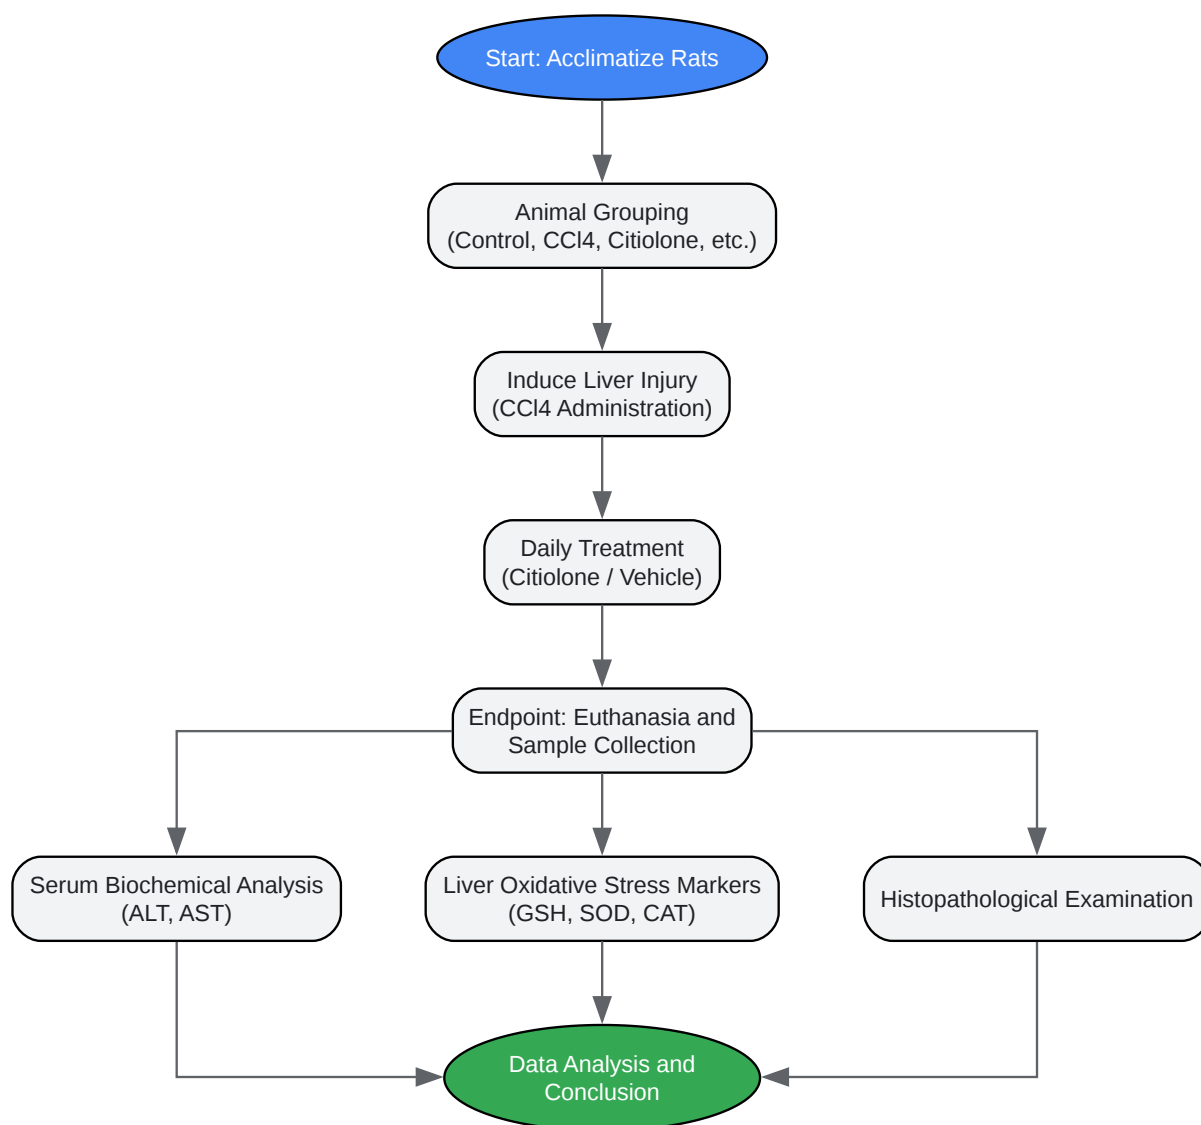 Start: Acclimatize Rats
Animal Grouping
(Control, CCl4, Citiolone, etc.)
Induce Liver Injury
(CCl4 Administration)
Daily Treatment
(Citiolone / Vehicle)
Endpoint: Euthanasia and
Sample Collection
Serum Biochemical Analysis
(ALT, AST)
Liver Oxidative Stress Markers
(GSH, SOD, CAT)
Histopathological Examination
Data Analysis and
Conclusion